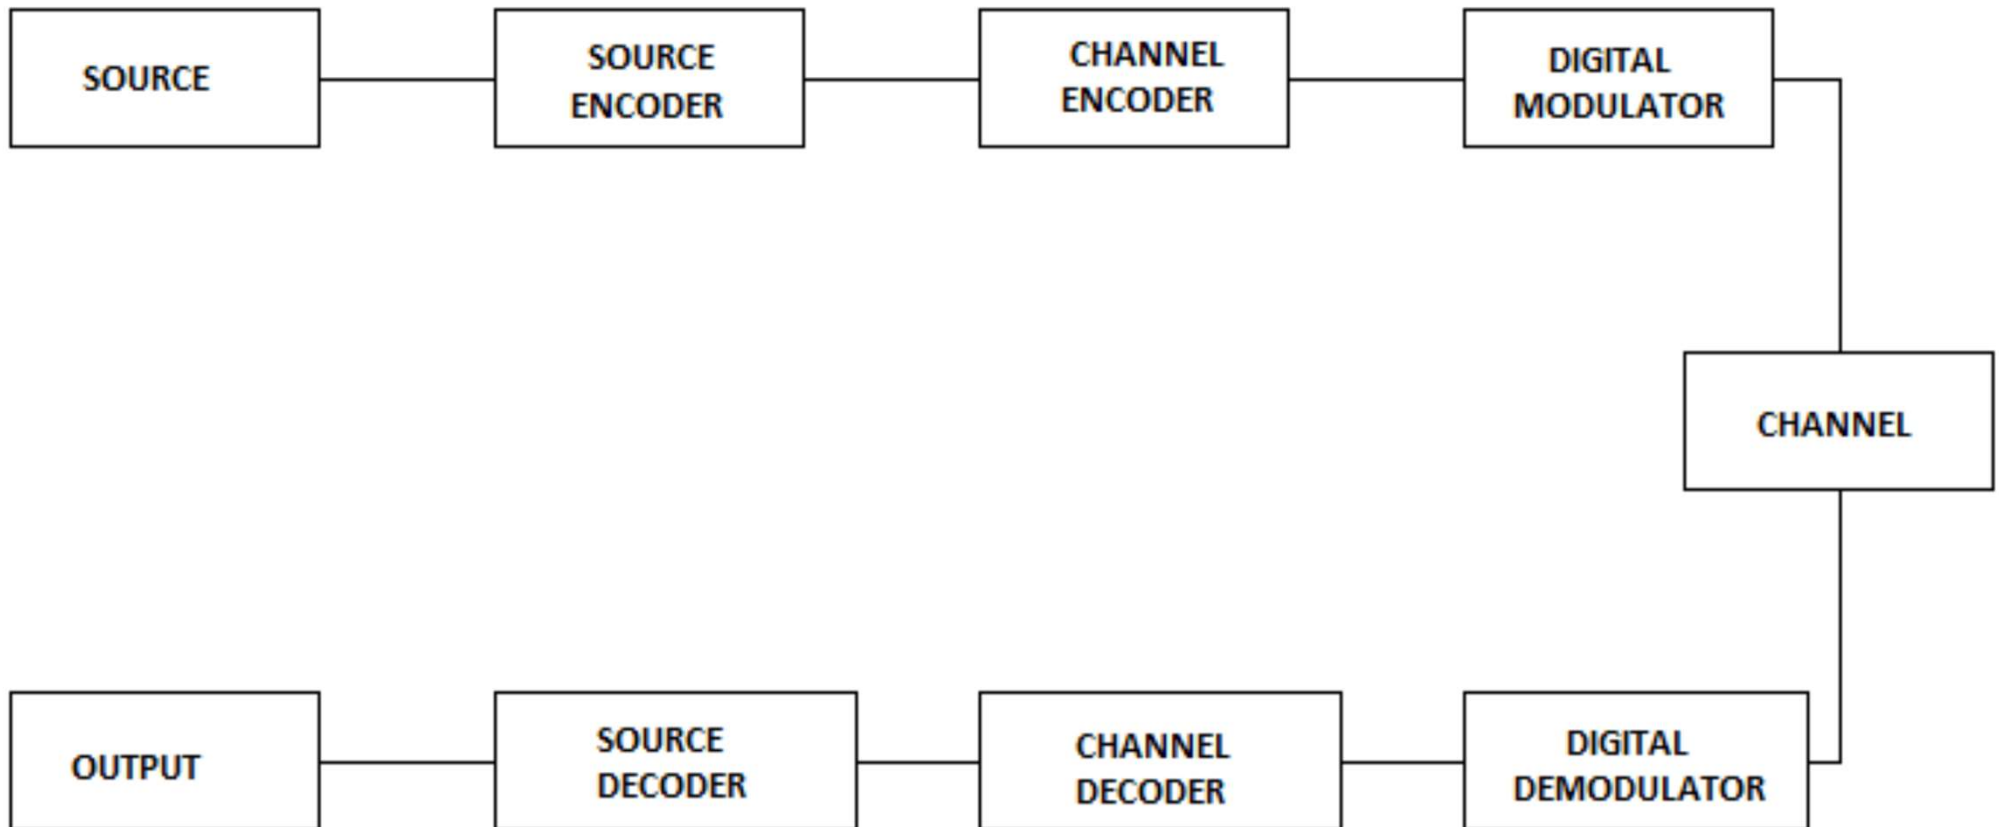 SOURCE
SOURCE
ENCODER
CHANNEL
ENCODER
DIGITAL
MODULATOR
CHANNEL
OUTPUT
SOURCE
DECODER
CHANNEL
DECODER
DIGITAL
DEMODULATOR